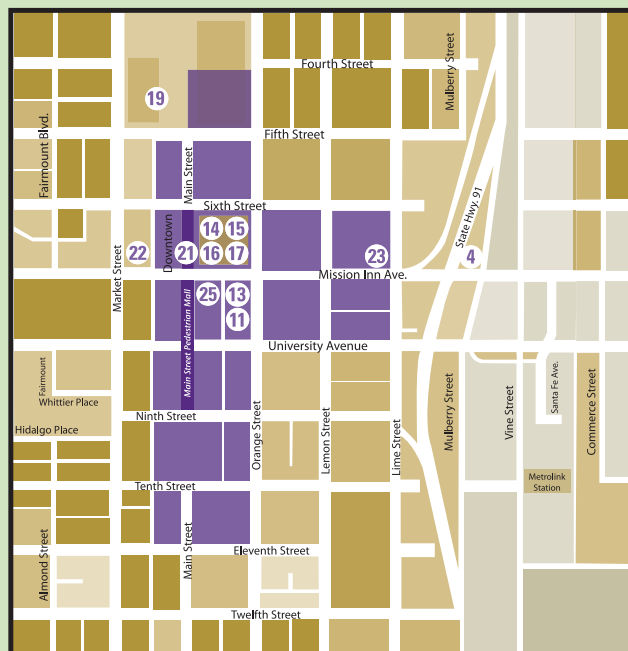 Fourth Street
Mulberry Street
19
Fifth Street
Fairmount Blvd.
Main Street
Sixth Street
State Hwy. 91
14
15
Downtown
22
21
16
17
23
4
Mission Inn Ave.
Market Street
25
13
11
Main Street Pedestrian Mall
University Avenue
Fairmount
Whittier Place
Ninth Street
Hidalgo Place
Orange Street
Lemon Street
Lime Street
Mulberry Street
Vine Street
Santa Fe Ave.
Commerce Street
Metrolink
Station
Tenth Street
Main Street
Almond Street
Eleventh Street
Twelfth Street